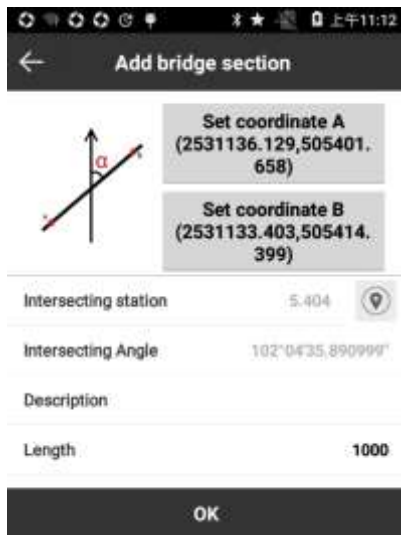 上午11:12
Add bridge section
α
Set coordinate A
(2531136.129,505401.
658)
Set coordinate B
(2531133.403,505414.
399)
Intersecting station 5.404
Intersecting Angle 102°04'35.890999"
Description
Length 1000
OK